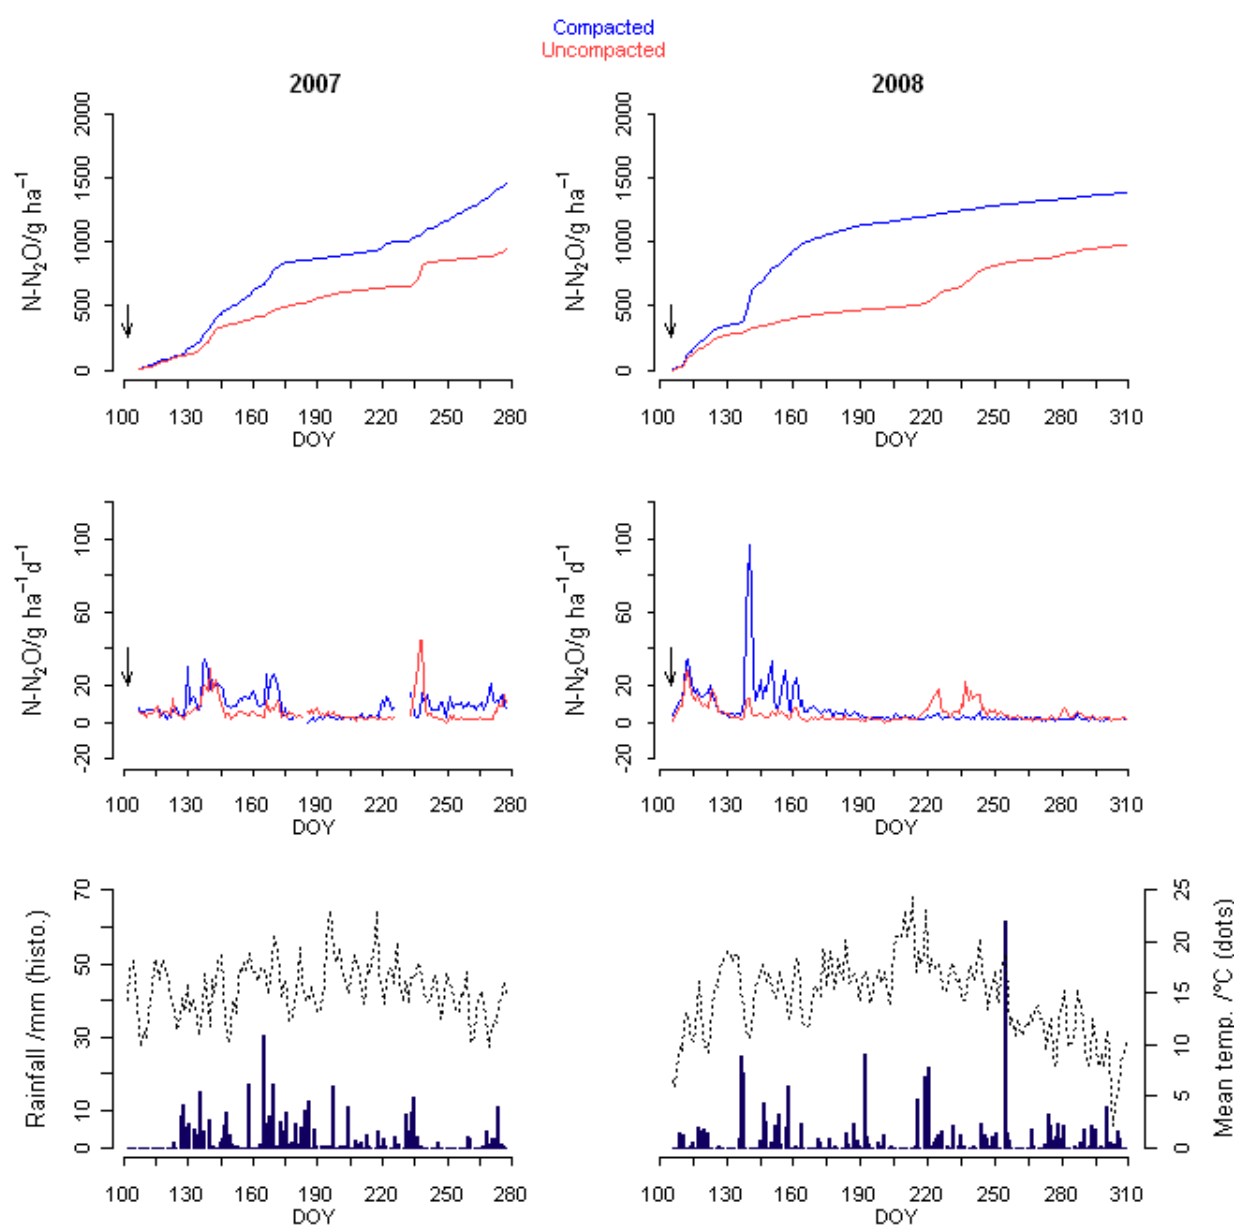 Compacted
Uncompacted
2007
2008
N-N₂O/g ha⁻¹
0 500 1000 1500 2000
100 130 160 190 220 250 280
DOY
N-N₂O/g ha⁻¹
0 500 1000 1500 2000
100 130 160 190 220 250 280 310
DOY
N-N₂O/g ha⁻¹d⁻¹
-20 0 20 60 100
100 130 160 190 220 250 280
DOY
N-N₂O/g ha⁻¹d⁻¹
-20 0 20 60 100
100 130 160 190 220 250 280 310
DOY
Rainfall /mm (histo.)
0 10 30 50 70
100 130 160 190 220 250 280
DOY
100 130 160 190 220 250 280 310
DOY
0 5 10 15 20 25
Mean temp. /°C (dots)